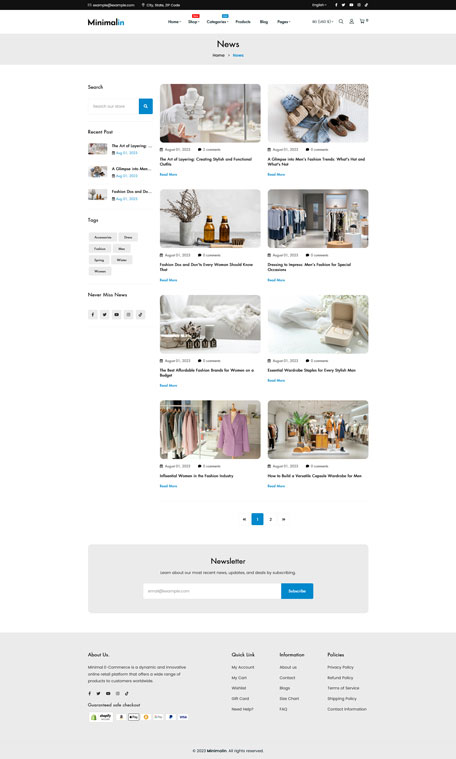 email@example.com
City, State, ZIP Code
English
Minimalin
Home
Shop
Categories
Products
Blog
Pages
0
News
Home » News
Search
Search our store
Recent Post
The Art of Layering: ...
Aug 01, 2023
A Glimpse into Men...
Aug 01, 2023
Fashion Dos and Do...
Aug 01, 2023
Tags
Accessories
Dress
Fashion
Men
Spring
Winter
Women
Never Miss News
August 01, 2023
0 comments
The Art of Layering: Creating Stylish and Functional
Outfits
Read More
August 01, 2023
0 comments
A Glimpse into Men's Fashion Trends: What's Hot and
What's Not
Read More
August 01, 2023
0 comments
Fashion Dos and Don'ts Every Woman Should Know
That
Read More
August 01, 2023
0 comments
Dressing to Impress: Men's Fashion for Special
Occasions
Read More
August 01, 2023
0 comments
The Best Affordable Fashion Brands for Women on a
Budget
Read More
August 01, 2023
0 comments
Essential Wardrobe Staples for Every Stylish Man
Read More
August 01, 2023
0 comments
Influential Women in the Fashion Industry
Read More
August 01, 2023
0 comments
How to Build a Versatile Capsule Wardrobe for Men
Read More
« 1 2 »
Newsletter
Learn about our most recent news, updates, and deals by subscribing.
email@example.com
Subscribe
About Us.
Minimal E-Commerce is a dynamic and innovative
online retail platform that offers a wide range of
products to customers worldwide.
Guaranteed safe checkout
Quick Link
My Account
My Cart
Wishlist
Gift Card
Need Help?
Information
About us
Contact
Blogs
Size Chart
FAQ
Policies
Privacy Policy
Refund Policy
Terms of Service
Shipping Policy
Contact Information
© 2023 Minimalin. All rights reserved.